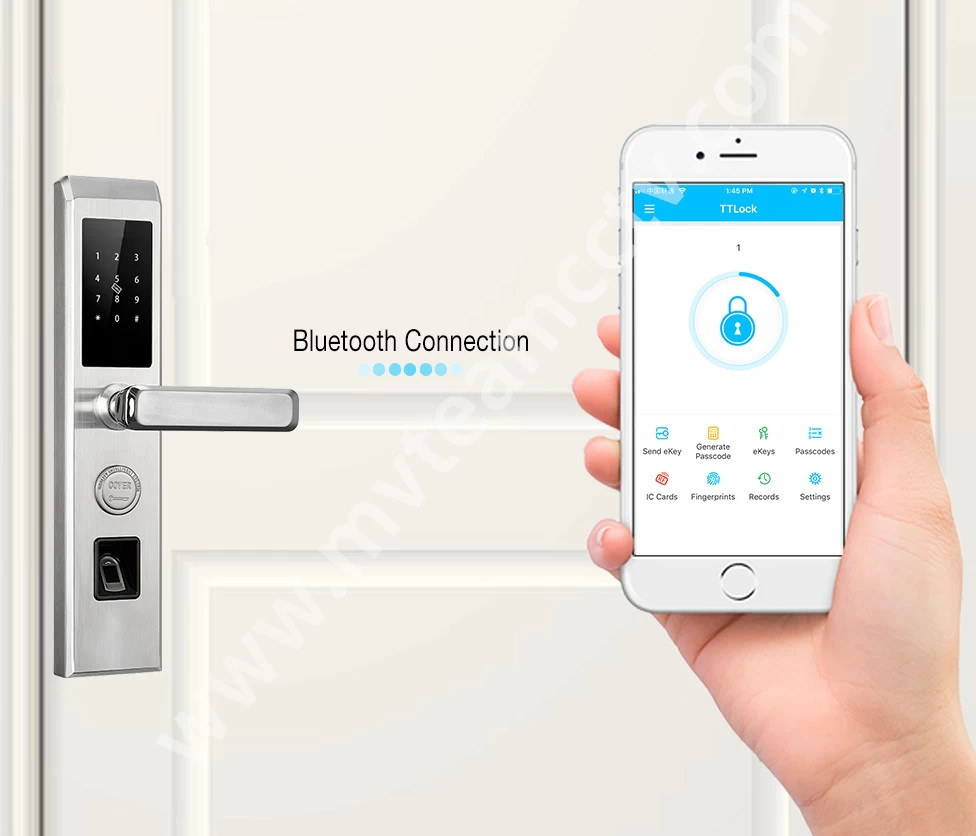 1 2 3
4 5 6
7 8 9
* 0 #
COVER
Bluetooth Connection
1:45 PM
TTLock
1
Send eKey
Generate
Passcode
eKeys
Passcodes
IC Cards
Fingerprints
Records
Settings
www.mvteamcctv.com